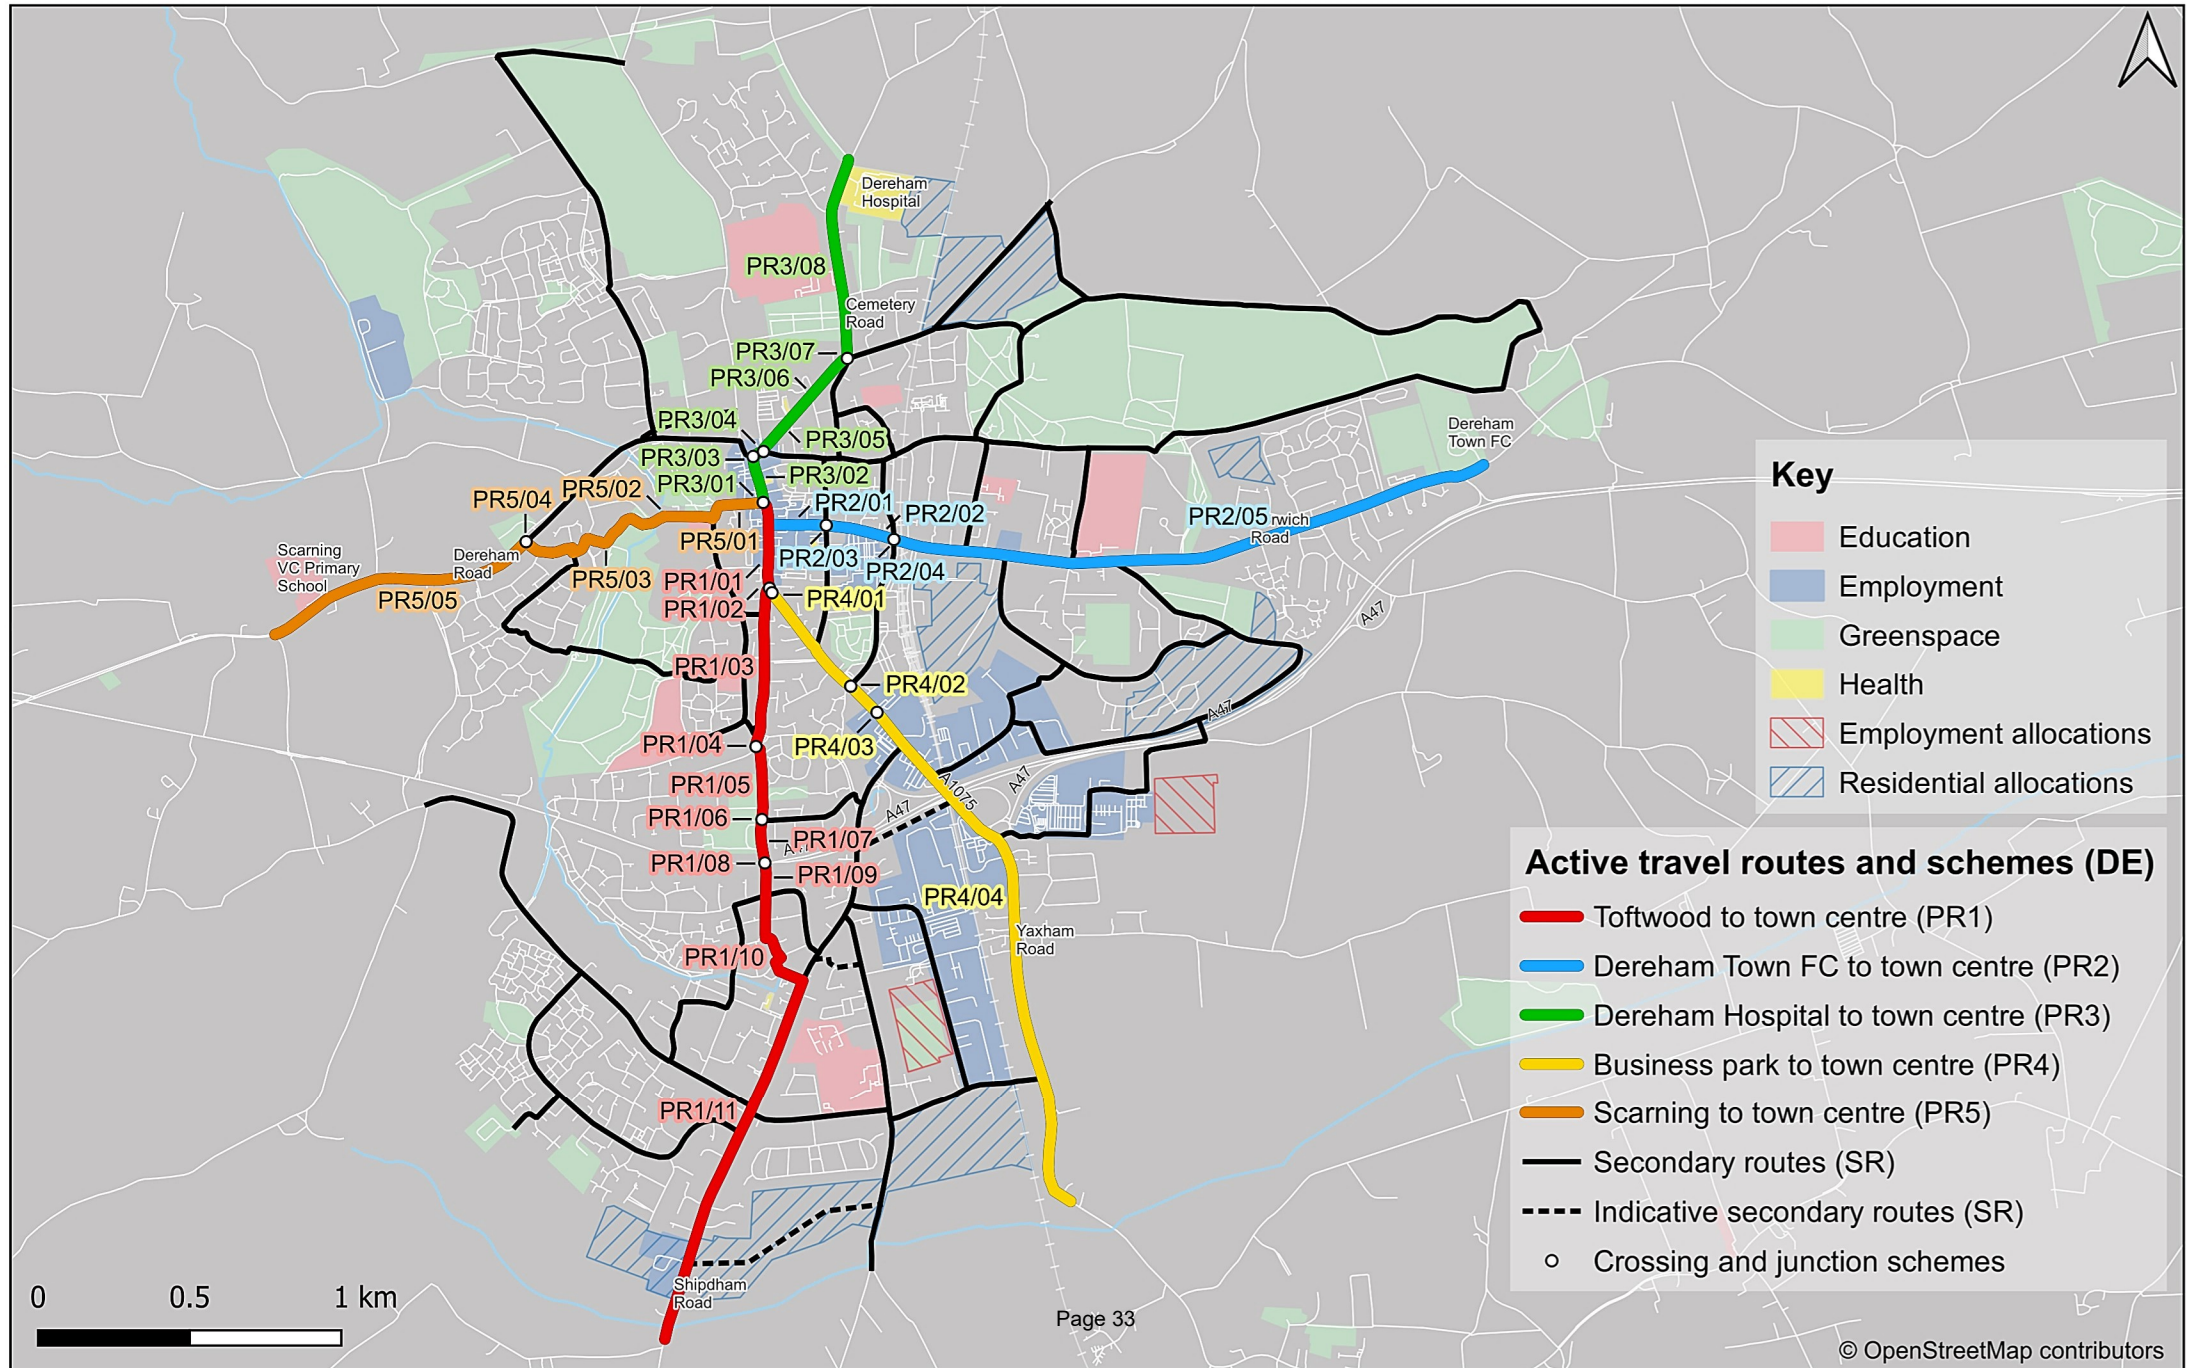 Dereham
Hospital
PR3/08
Cemetery
Road
PR3/07
PR3/06
PR3/04
PR3/05
PR3/03
PR3/02
PR3/01
PR5/02
PR5/04
PR2/01
PR2/02
Dereham
Town FC
PR2/05
rwich
Road
PR5/01
PR2/03
PR2/04
Scarning
VC Primary
School
Dereham
Road
PR5/03
PR5/05
PR1/01
PR1/02
PR4/01
A47
PR1/03
PR4/02
A47
PR1/04
PR4/03
PR1/05
A1075
A47
PR1/06
A47
PR1/07
PR1/08
PR1/09
PR4/04
Yaxham
Road
PR1/10
PR1/11
Shipdham
Road
Key
Education
Employment
Greenspace
Health
Employment allocations
Residential allocations
Active travel routes and schemes (DE)
Toftwood to town centre (PR1)
Dereham Town FC to town centre (PR2)
Dereham Hospital to town centre (PR3)
Business park to town centre (PR4)
Scarning to town centre (PR5)
Secondary routes (SR)
Indicative secondary routes (SR)
Crossing and junction schemes
0 0.5 1 km
Page 33
© OpenStreetMap contributors